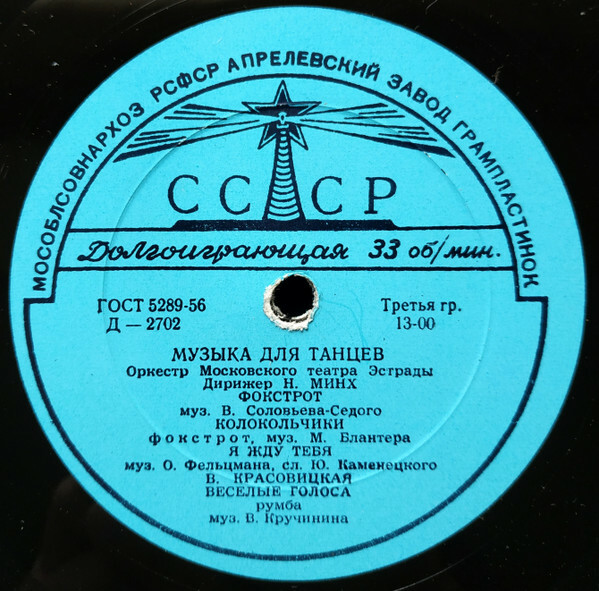 МОСОБЛСОВНАРХОЗ РСФСР АПРЕЛЕВСКИЙ ЗАВОД ГРАМПЛАСТИНОК
СССР
Долгоиграющая 33 об/мин.
ГОСТ 5289-56 Третья гр.
Д — 2702 13-00
МУЗЫКА ДЛЯ ТАНЦЕВ
Оркестр Московского театра Эстрады
Дирижер Н. МИНХ
ФОКСТРОТ
муз. В. Соловьева-Седого
КОЛОКОЛЬЧИКИ
фокстрот, муз. М. Блантера
Я ЖДУ ТЕБЯ
муз. О. Фельцмана, сл. Ю. Каменецкого
В. КРАСОВИЦКАЯ
ВЕСЕЛЫЕ ГОЛОСА
румба
муз. В. Кручинина